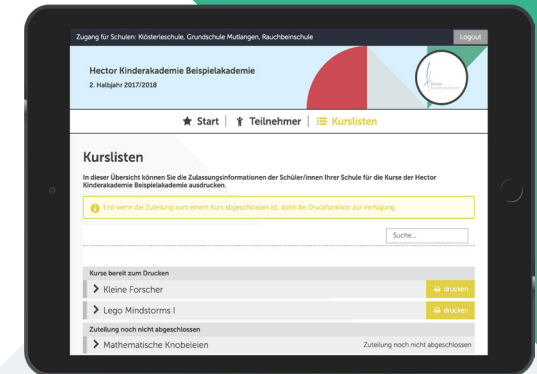 Zugang für Schulen: Klösterleschule, Grundschule Mutlangen, Rauchbeinschule
Logout
Hector Kinderakademie Beispielakademie
2. Halbjahr 2017/2018
Hector
Kinderakademie
Start | Teilnehmer | Kurslisten
Kurslisten
In dieser Übersicht können Sie die Zulassungsinformationen der Schüler/innen Ihrer Schule für die Kurse der Hector
Kinderakademie Beispielakademie ausdrucken.
Erst wenn die Zuteilung zum einem Kurs abgeschlossen ist, steht die Druckfunktion zur Verfügung.
Suche...
Kurse bereit zum Drucken
Kleine Forscher
drucken
Lego Mindstorms I
drucken
Zuteilung noch nicht abgeschlossen
Mathematische Knobeleien
Zuteilung noch nicht abgeschlossen